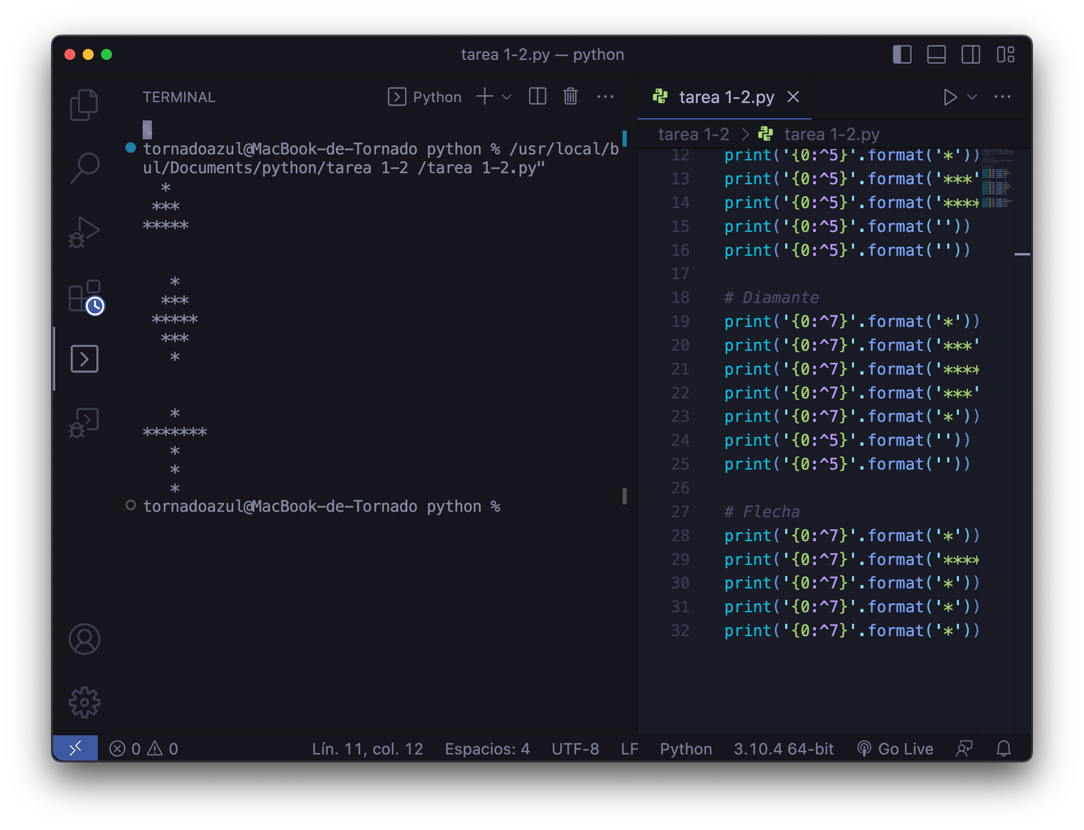 tarea 1-2.py — python
TERMINAL
Python
tornadoazul@MacBook-de-Tornado python % /usr/local/b
ul/Documents/python/tarea 1-2 /tarea 1-2.py"
  *
 ***
*****
   *
  ***
 *****
  ***
   *
   *
*******
   *
   *
   *
tornadoazul@MacBook-de-Tornado python %
tarea 1-2.py
tarea 1-2 > tarea 1-2.py
12 print('{0:^5}'.format('*'))
13 print('{0:^5}'.format('***'
14 print('{0:^5}'.format('****
15 print('{0:^5}'.format(''))
16 print('{0:^5}'.format(''))
17
18 # Diamante
19 print('{0:^7}'.format('*'))
20 print('{0:^7}'.format('***'
21 print('{0:^7}'.format('****
22 print('{0:^7}'.format('***'
23 print('{0:^7}'.format('*'))
24 print('{0:^5}'.format(''))
25 print('{0:^5}'.format(''))
26
27 # Flecha
28 print('{0:^7}'.format('*'))
29 print('{0:^7}'.format('****
30 print('{0:^7}'.format('*'))
31 print('{0:^7}'.format('*'))
32 print('{0:^7}'.format('*'))
0 0 Lín. 11, col. 12 Espacios: 4 UTF-8 LF Python 3.10.4 64-bit Go Live